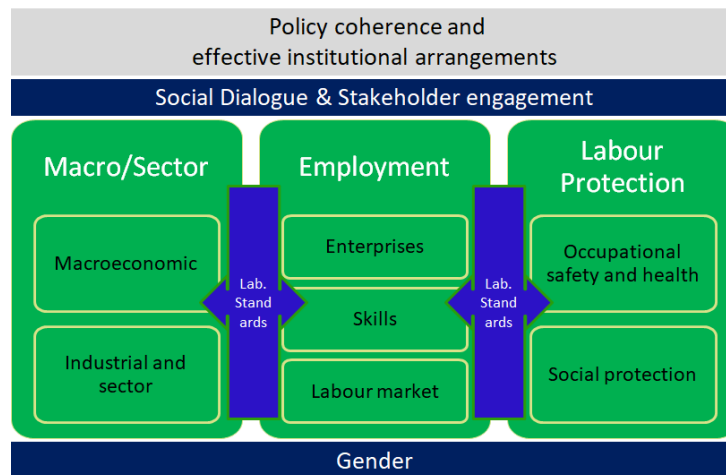 Policy coherence and
effective institutional arrangements
Social Dialogue & Stakeholder engagement
Macro/Sector
Macroeconomic
Industrial and
sector
Lab.
Stand
ards
Employment
Enterprises
Skills
Labour market
Lab.
Stand
ards
Labour
Protection
Occupational
safety and health
Social protection
Gender